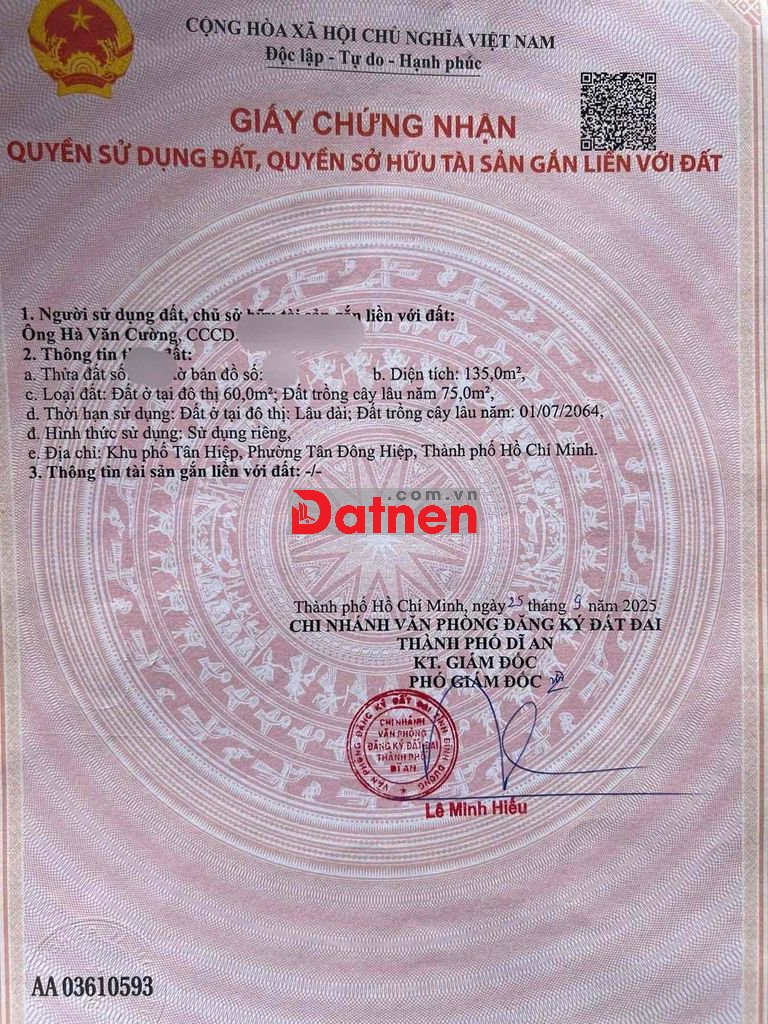 CỘNG HÒA XÃ HỘI CHỦ NGHĨA VIỆT NAM
Độc lập - Tự do - Hạnh phúc
GIẤY CHỨNG NHẬN
QUYỀN SỬ DỤNG ĐẤT, QUYỀN SỞ HỮU TÀI SẢN GẮN LIỀN VỚI ĐẤT
1. Người sử dụng đất, chủ sở hữu tài sản gắn liền với đất:
Ông Hà Văn Cường, CCCD.
2. Thông tin đất:
a. Thửa đất số. ờ bản đồ số: b. Diện tích: 135,0m²,
c. Loại đất: Đất ở tại đô thị 60,0m²; Đất trồng cây lâu năm 75,0m²,
d. Thời hạn sử dụng: Đất ở tại đô thị: Lâu dài; Đất trồng cây lâu năm: 01/07/2064,
đ. Hình thức sử dụng: Sử dụng riêng,
e. Địa chỉ: Khu phố Tân Hiệp, Phường Tân Đông Hiệp, Thành phố Hồ Chí Minh.
3. Thông tin tài sản gắn liền với đất: -/-
.com.vn
Datnen
Thành phố Hồ Chí Minh, ngày 25 tháng 9 năm 2025
CHI NHÁNH VĂN PHÒNG ĐĂNG KÝ ĐẤT ĐAI
THÀNH PHỐ DĨ AN
KT. GIÁM ĐỐC
PHÓ GIÁM ĐỐC
VĂN PHÒNG ĐĂNG KÝ ĐẤT ĐAI TỈNH BÌNH DƯƠNG
CHI NHÁNH
VĂN PHÒNG
ĐĂNG KÝ ĐẤT ĐAI
THÀNH PHỐ
DĨ AN
Lê Minh Hiếu
AA 03610593